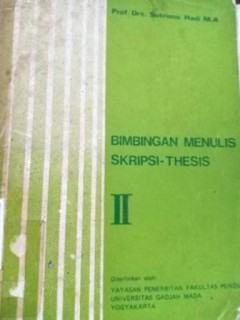 Prof. Drs. Sutrisno Hadi M.A
BIMBINGAN MENULIS
SKRIPSI-THESIS
II
Diterbitkan oleh:
YAYASAN PENERBITAN FAKULTAS
UNIVERSITAS GADJAH MADA
YOGYAKARTA